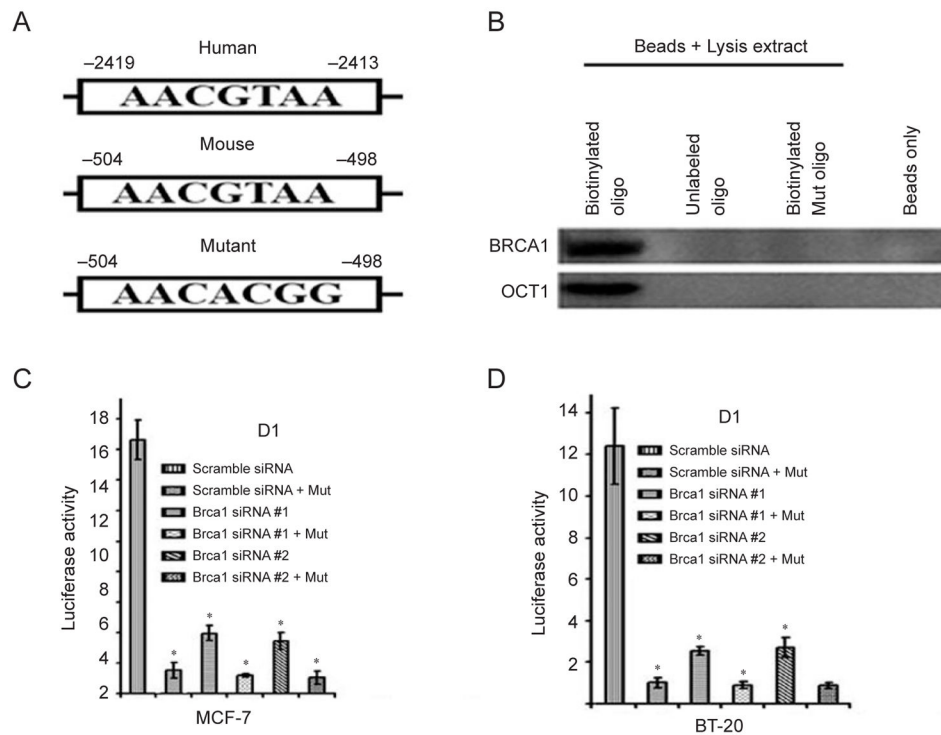 A
Human
–2419 –2413
AACGTAA
Mouse
–504 –498
AACGTAA
Mutant
–504 –498
AACACGG
B
Beads + Lysis extract
Biotinylated
oligo
Unlabeled
oligo
Biotinylated
Mut oligo
Beads only
BRCA1
OCT1
C
D1
Luciferase activity
18
16
16
14
12
10
8
6
4
2
Scramble siRNA
Scramble siRNA + Mut
Brca1 siRNA #1
Brca1 siRNA #1 + Mut
Brca1 siRNA #2
Brca1 siRNA #2 + Mut
* * * * *
MCF-7
D
D1
Luciferase activity
14
12
10
8
6
4
2
Scramble siRNA
Scramble siRNA + Mut
Brca1 siRNA #1
Brca1 siRNA #1 + Mut
Brca1 siRNA #2
Brca1 siRNA #2 + Mut
* * * *
BT-20